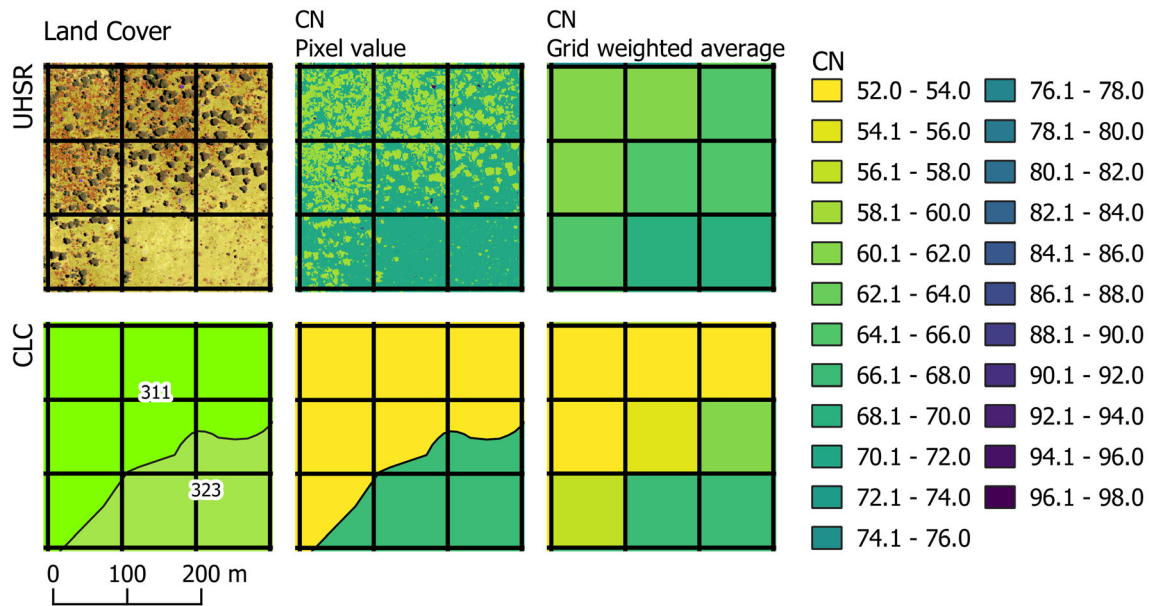 Land Cover
CN
Pixel value
CN
Grid weighted average
UHSR
CLC
311
323
0 100 200 m
CN
52.0 - 54.0
54.1 - 56.0
56.1 - 58.0
58.1 - 60.0
60.1 - 62.0
62.1 - 64.0
64.1 - 66.0
66.1 - 68.0
68.1 - 70.0
70.1 - 72.0
72.1 - 74.0
74.1 - 76.0
76.1 - 78.0
78.1 - 80.0
80.1 - 82.0
82.1 - 84.0
84.1 - 86.0
86.1 - 88.0
88.1 - 90.0
90.1 - 92.0
92.1 - 94.0
94.1 - 96.0
96.1 - 98.0